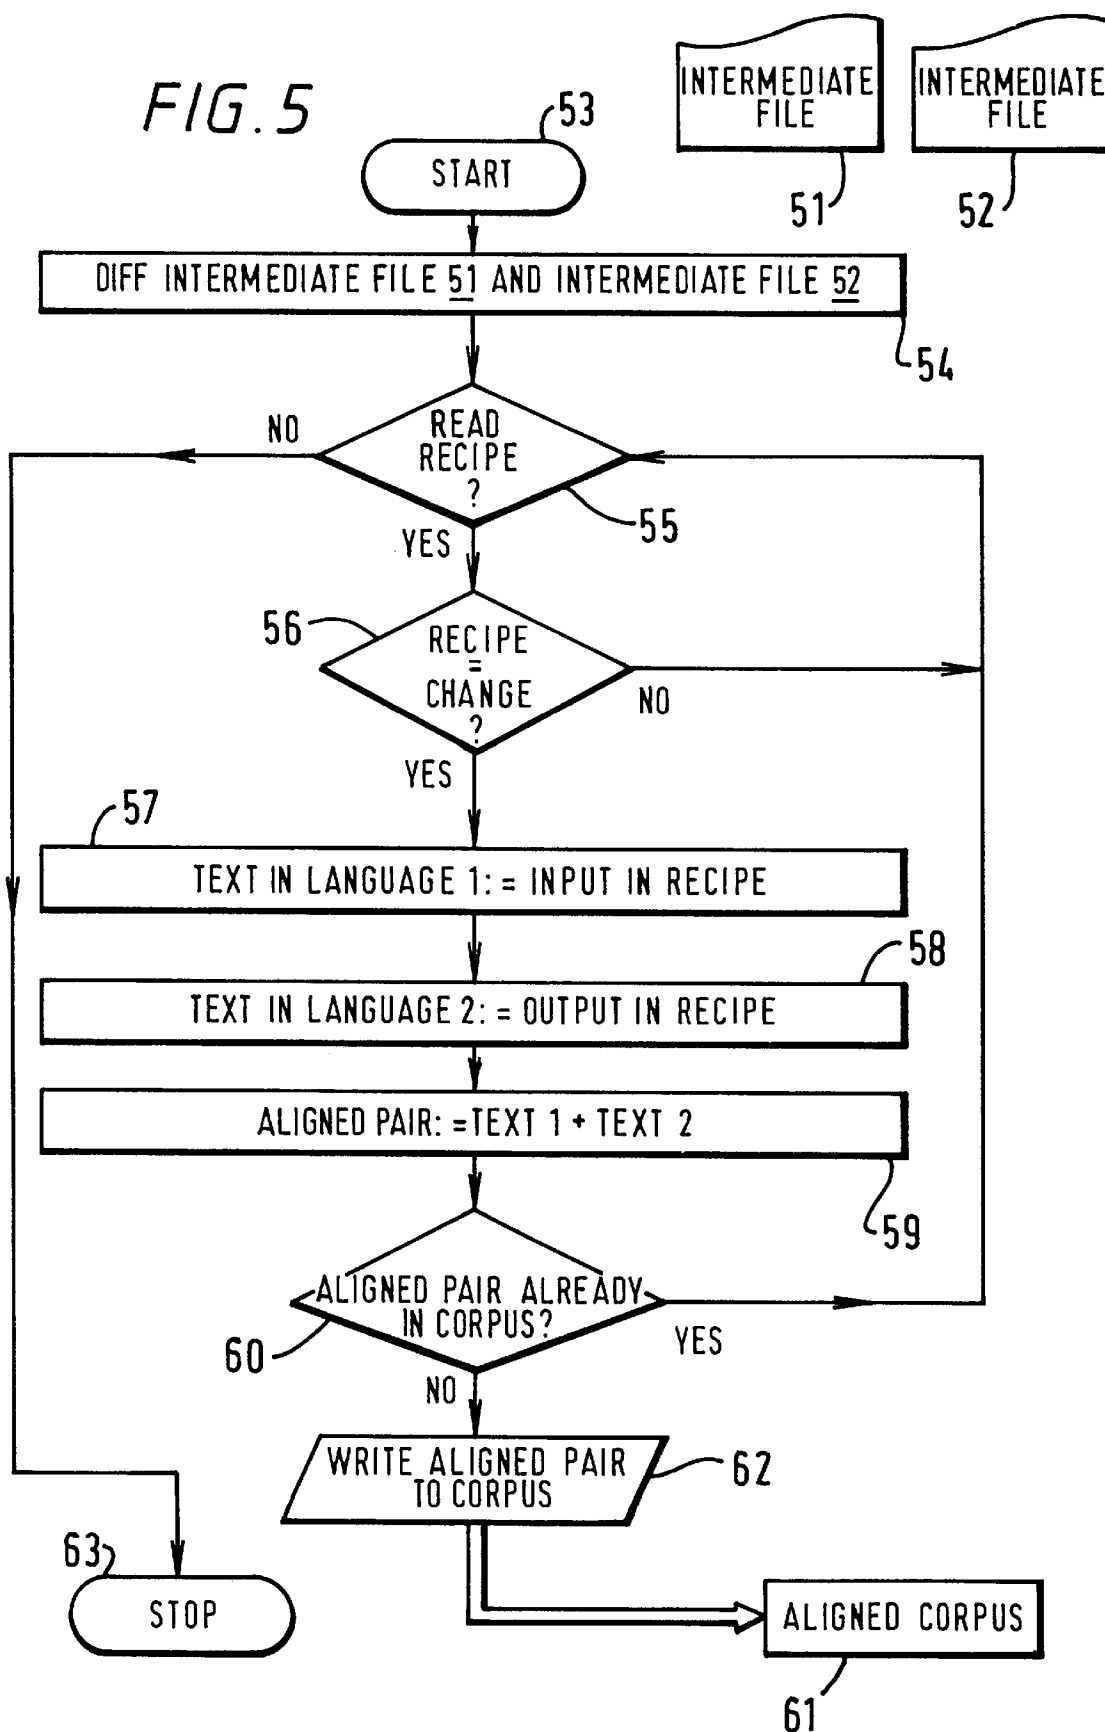 FIG. 5
INTERMEDIATE
FILE
51
INTERMEDIATE
FILE
52
53
START
DIFF INTERMEDIATE FILE 51 AND INTERMEDIATE FILE 52
54
NO
READ
RECIPE
?
55
YES
56
RECIPE
=
CHANGE
?
NO
YES
57
TEXT IN LANGUAGE 1: = INPUT IN RECIPE
58
TEXT IN LANGUAGE 2: = OUTPUT IN RECIPE
ALIGNED PAIR: =TEXT 1 + TEXT 2
59
ALIGNED PAIR ALREADY
IN CORPUS?
60
YES
NO
WRITE ALIGNED PAIR
TO CORPUS
62
63
STOP
ALIGNED CORPUS
61